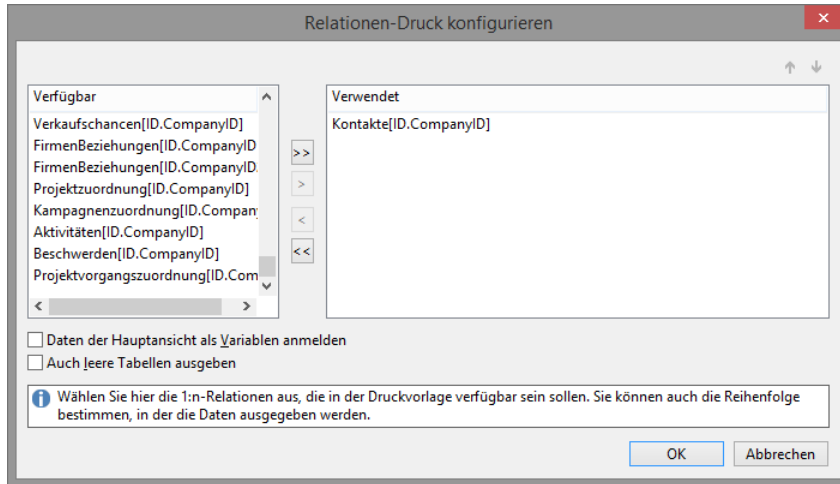 Relationen-Druck konfigurieren
Verfügbar
Verkaufschancen[ID.CompanyID]
FirmenBeziehungen[ID.CompanyID
FirmenBeziehungen[ID.CompanyID.
Projektzuordnung[ID.CompanyID]
Kampagnenzuordnung[ID.Compan
Aktivitäten[ID.CompanyID]
Beschwerden[ID.CompanyID]
Projektvorgangszuordnung[ID.Com
>>
>
<
<<
Verwendet
Kontakte[ID.CompanyID]
Daten der Hauptansicht als Variablen anmelden
Auch leere Tabellen ausgeben
Wählen Sie hier die 1:n-Relationen aus, die in der Druckvorlage verfügbar sein sollen. Sie können auch die Reihenfolge
bestimmen, in der die Daten ausgegeben werden.
OK
Abbrechen